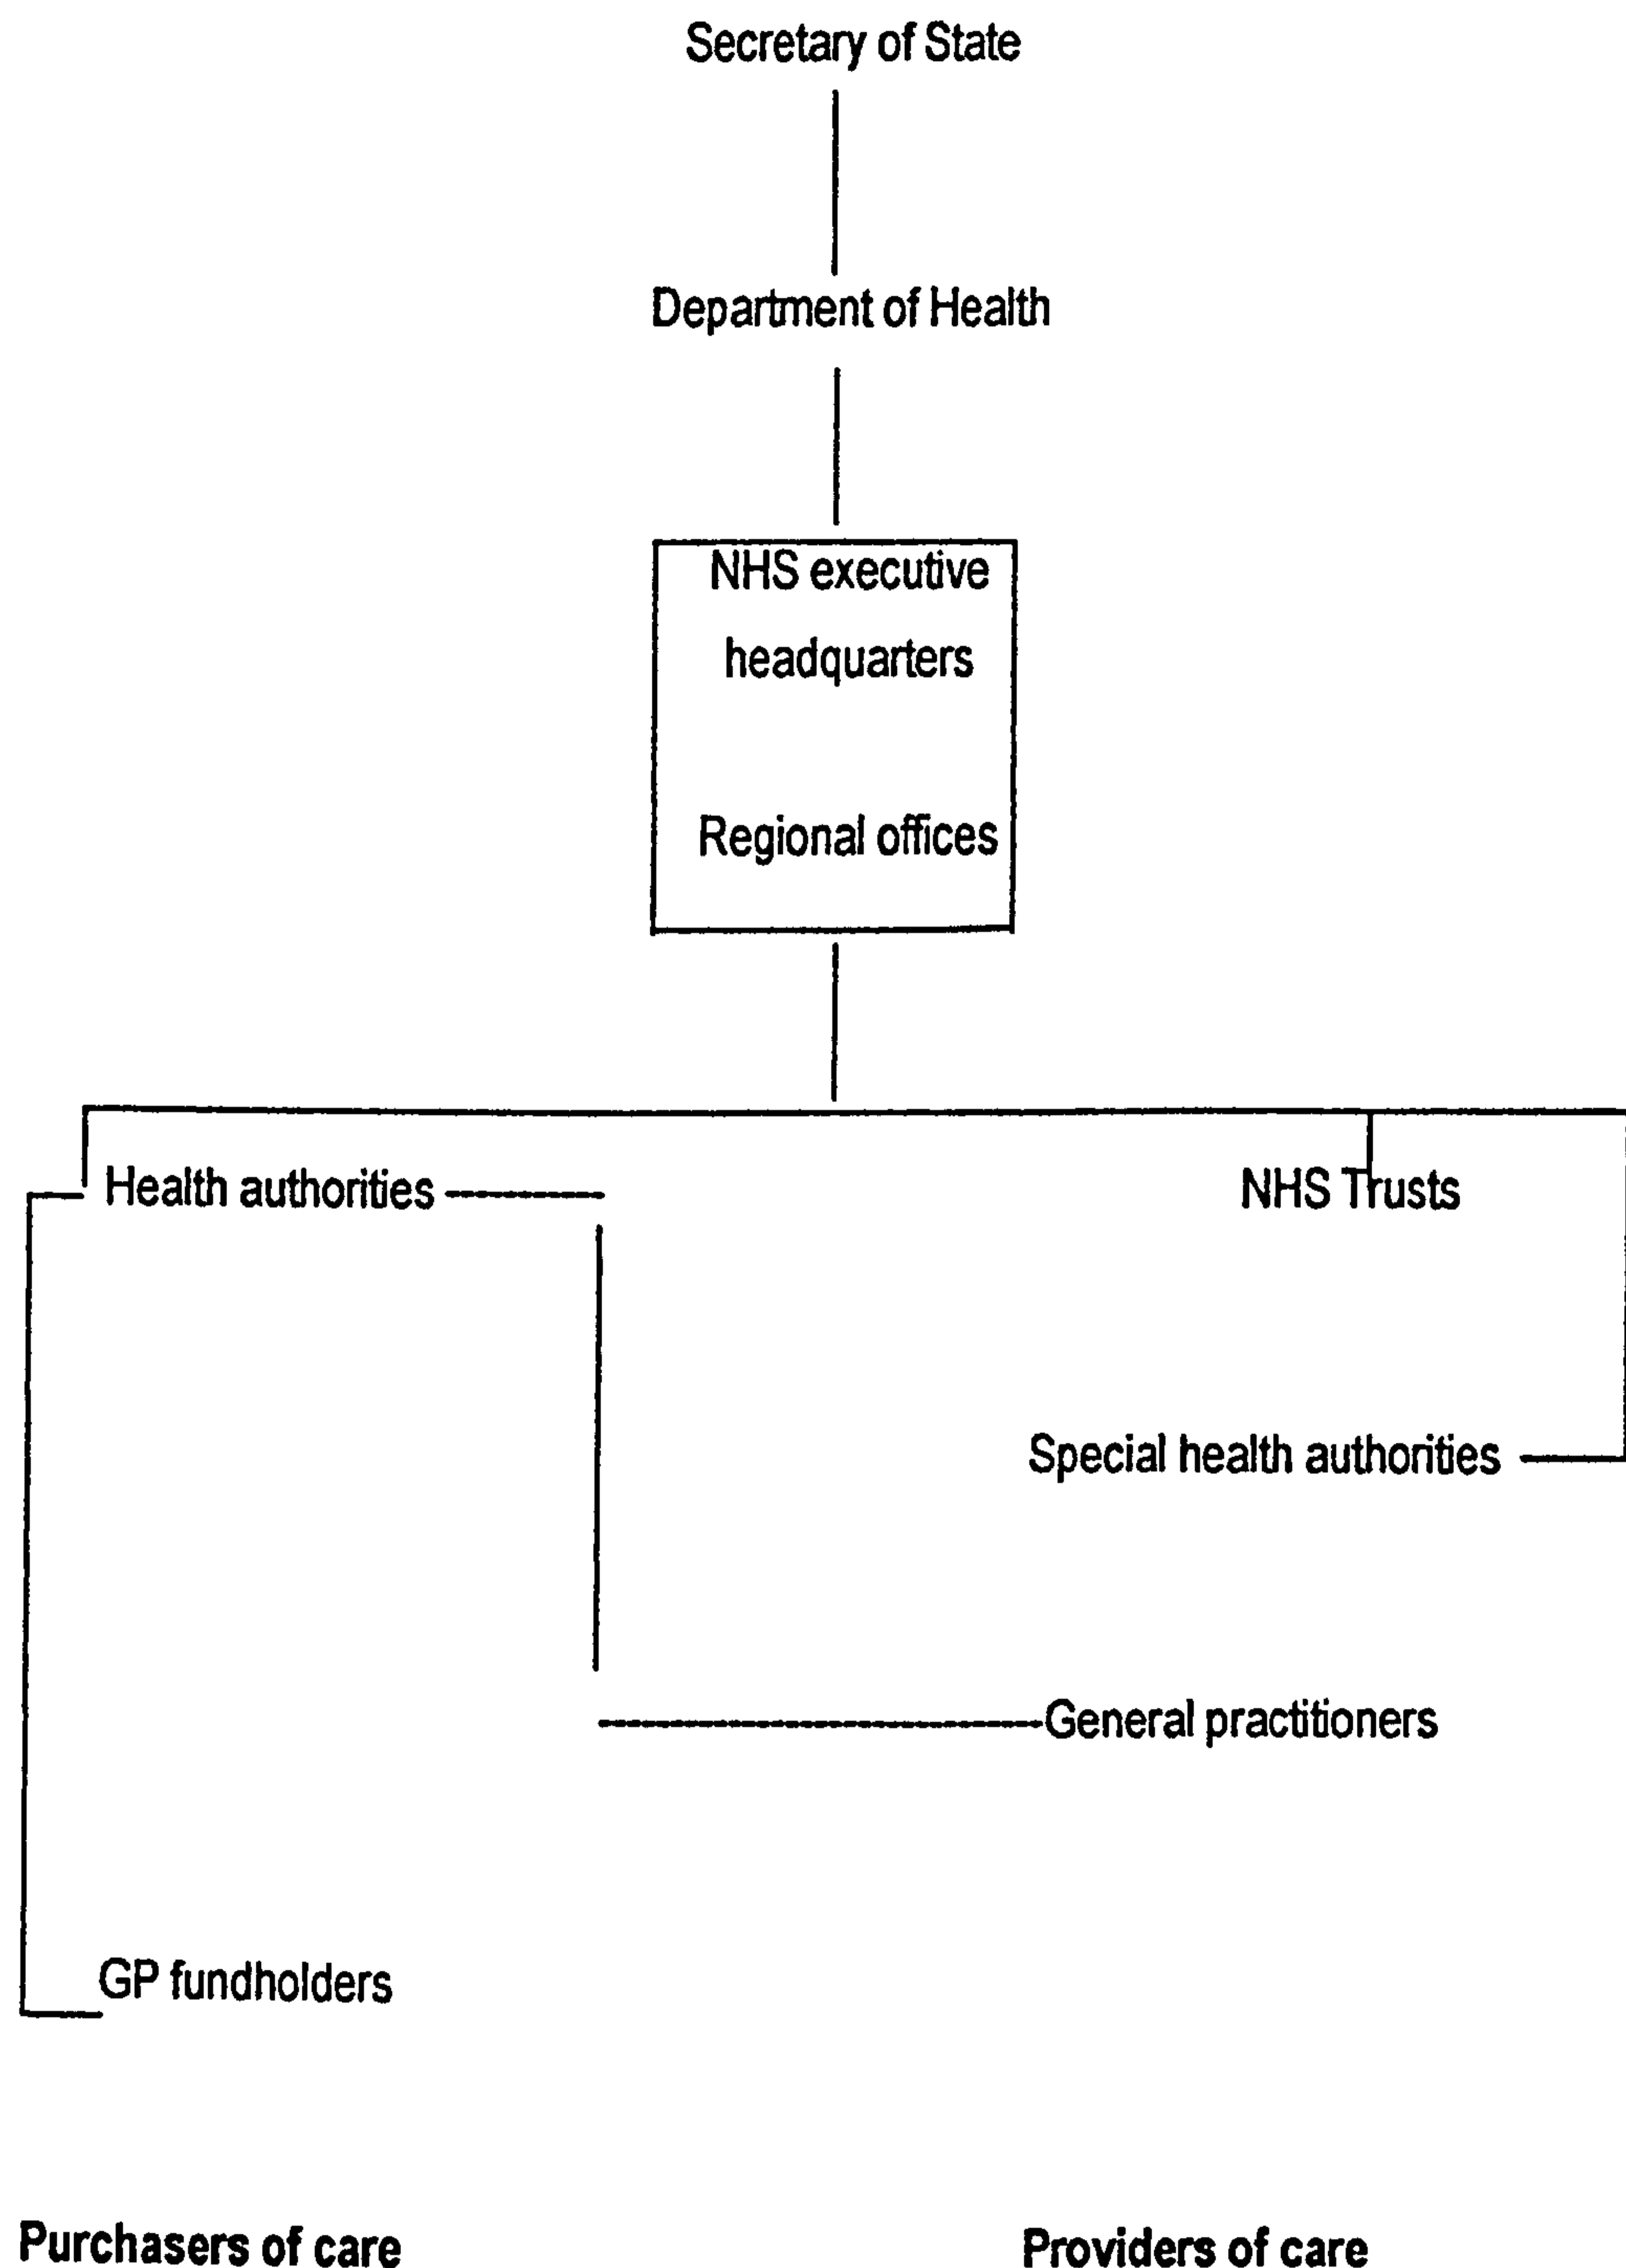 Secretary of State
Department of Health
NHS executive
headquarters
Regional offices
Health authorities
NHS Trusts
Special health authorities
General practitioners
GP fundholders
Purchasers of care
Providers of care